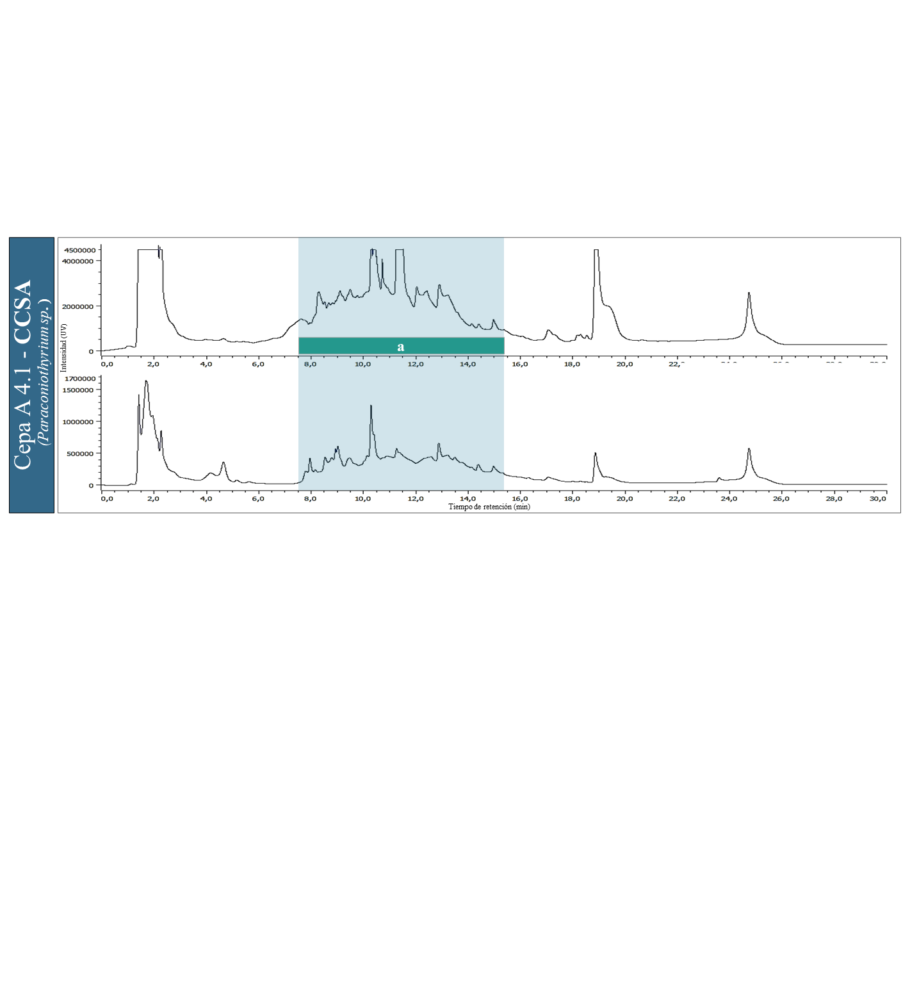 Cepa A 4.1 - CCSA
(Paraconiothyrium sp.)
Intensidad (UV)
4500000
4000000
2000000
0
a
0,0 2,0 4,0 6,0 8,0 10,0 12,0 14,0 16,0 18,0 20,0 22,0
1700000
1500000
1000000
500000
0
0,0 2,0 4,0 6,0 8,0 10,0 12,0 14,0 16,0 18,0 20,0 22,0 24,0 26,0 28,0 30,0
Tiempo de retención (min)